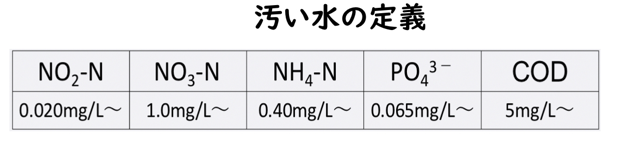 汚い水の定義
NO₂-N NO₃-N NH₄-N PO₄³⁻ COD
0.020mg/L～ 1.0mg/L～ 0.40mg/L～ 0.065mg/L～ 5mg/L～